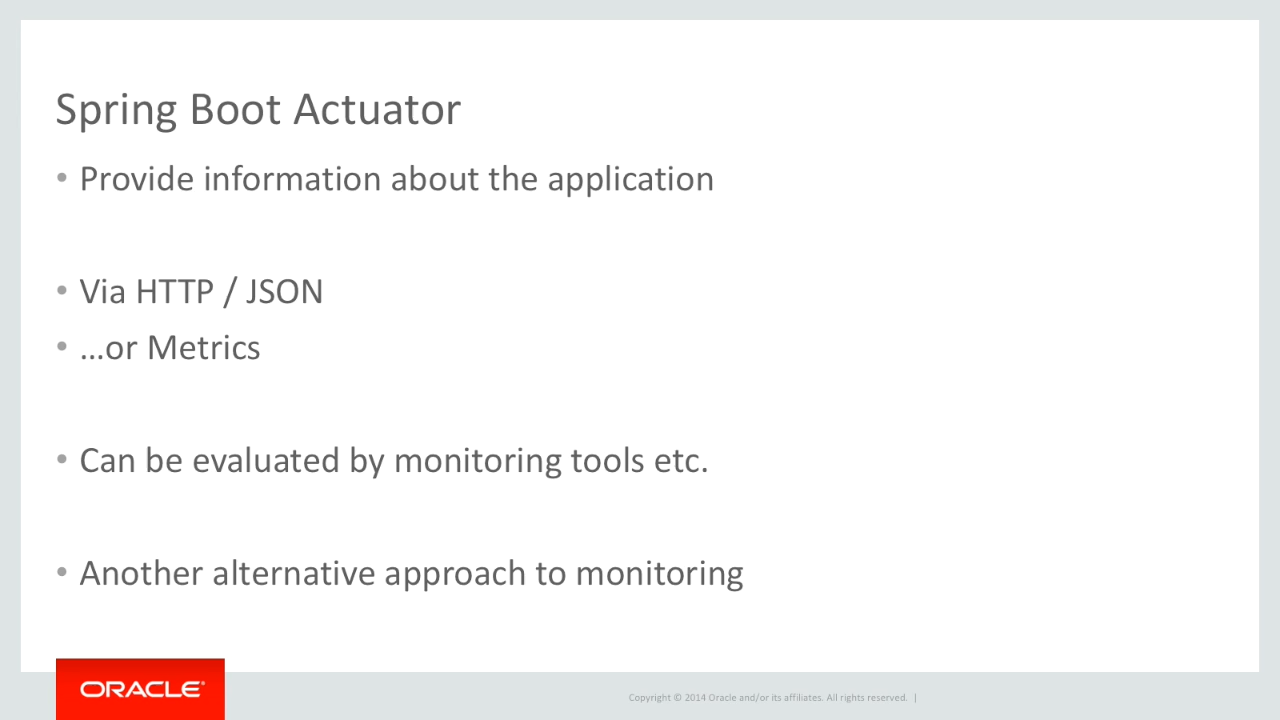 Spring Boot Actuator
• Provide information about the application
• Via HTTP / JSON
• …or Metrics
• Can be evaluated by monitoring tools etc.
• Another alternative approach to monitoring
ORACLE®
Copyright © 2014 Oracle and/or its affiliates. All rights reserved. |